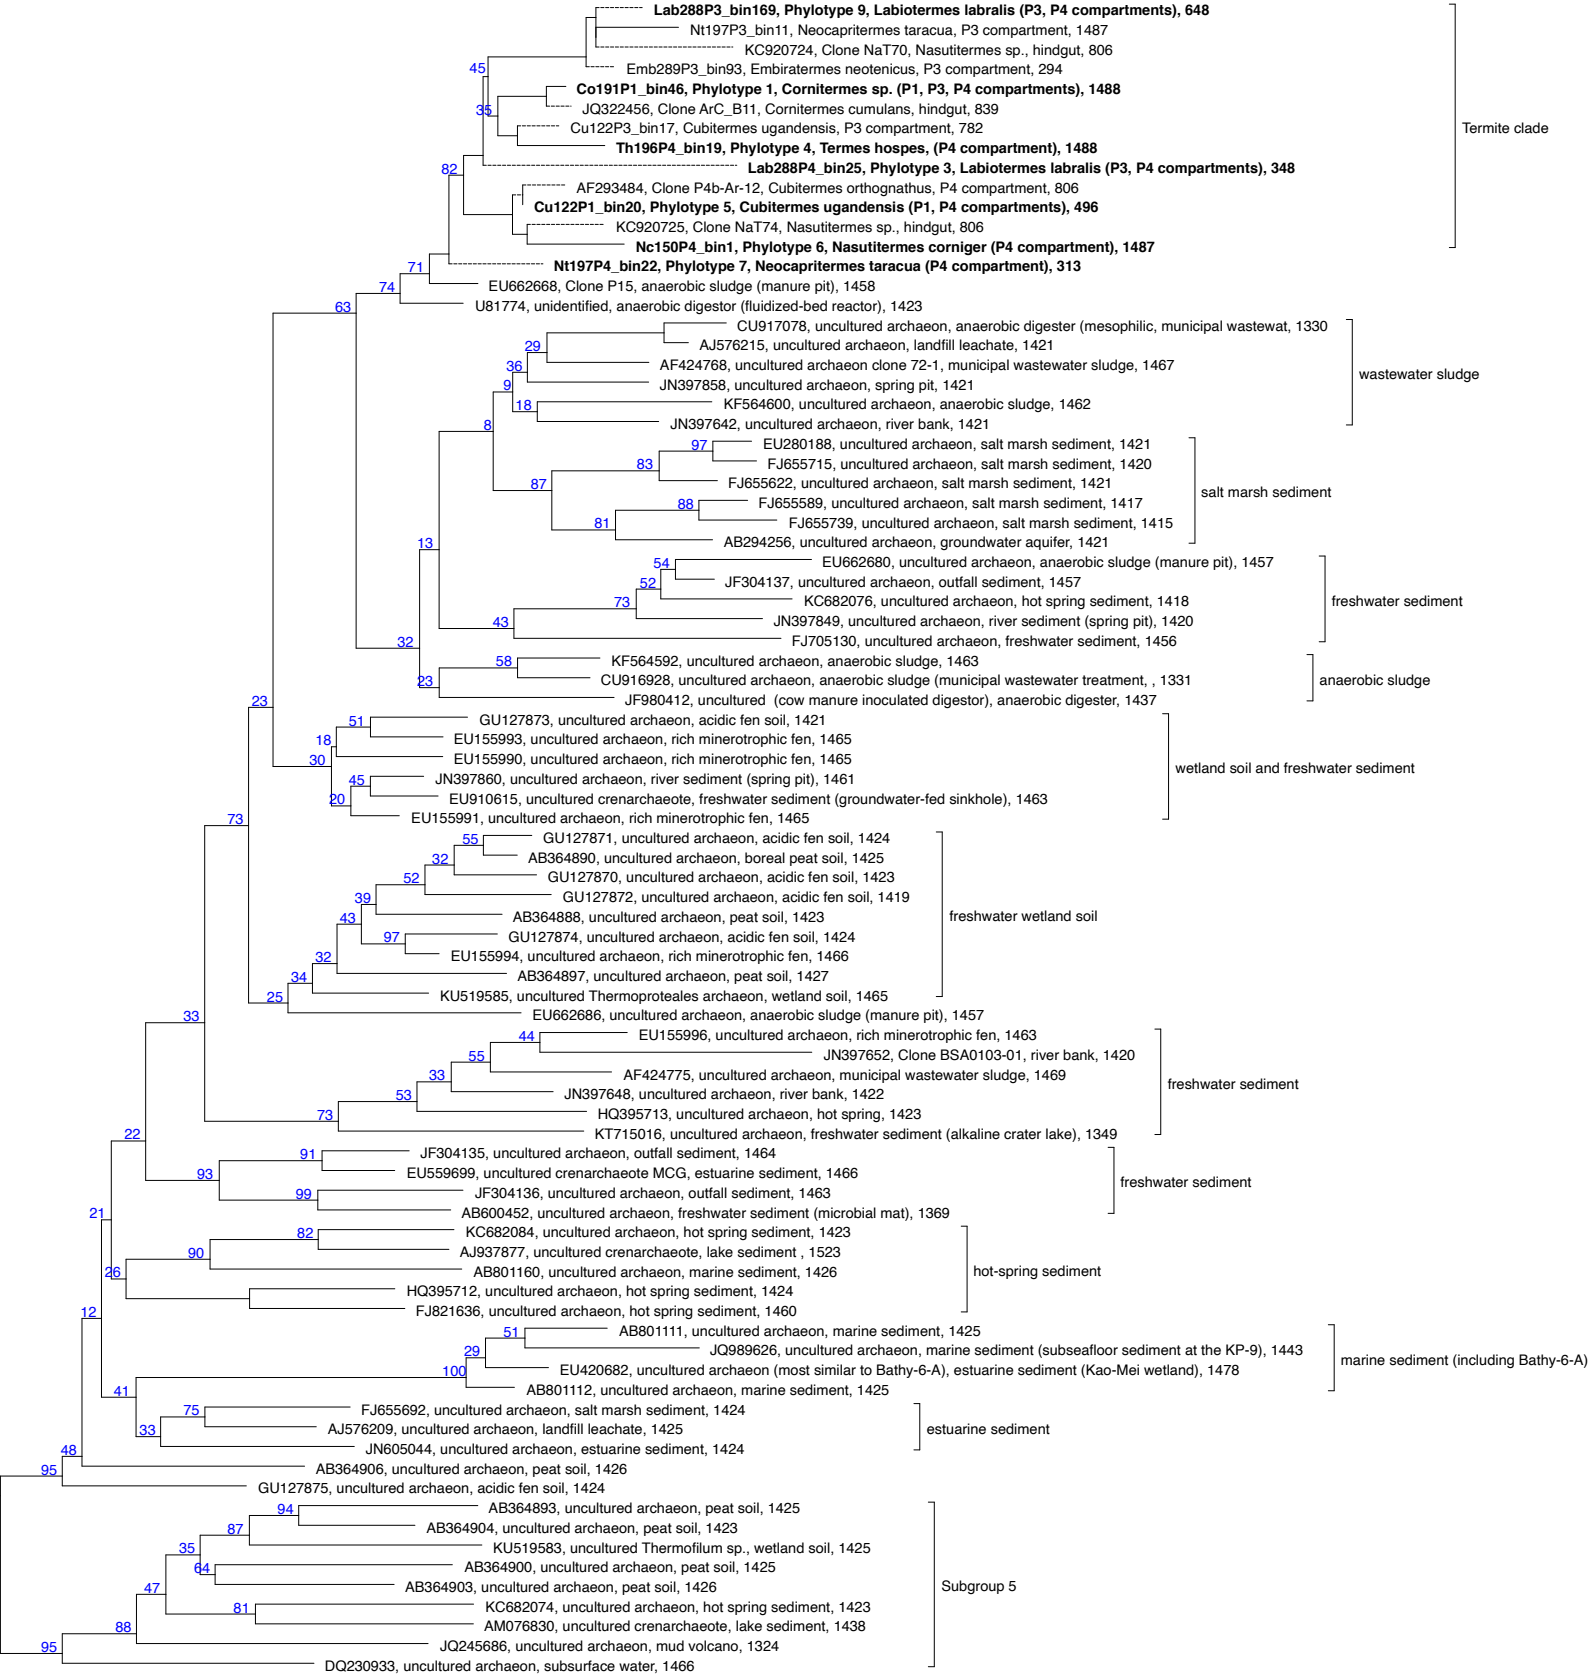 Lab288P3_bin169, Phylotype 9, Labiotermes labralis (P3, P4 compartments), 648
Nt197P3_bin11, Neocapritermes taracua, P3 compartment, 1487
KC920724, Clone NaT70, Nasutitermes sp., hindgut, 806
Emb289P3_bin93, Embiratermes neotenicus, P3 compartment, 294
45
Co191P1_bin46, Phylotype 1, Cornitermes sp. (P1, P3, P4 compartments), 1488
35
JQ322456, Clone ArC_B11, Cornitermes cumulans, hindgut, 839
Cu122P3_bin17, Cubitermes ugandensis, P3 compartment, 782
Termite clade
Th196P4_bin19, Phylotype 4, Termes hospes, (P4 compartment), 1488
Lab288P4_bin25, Phylotype 3, Labiotermes labralis (P3, P4 compartments), 348
82
AF293484, Clone P4b-Ar-12, Cubitermes orthognathus, P4 compartment, 806
Cu122P1_bin20, Phylotype 5, Cubitermes ugandensis (P1, P4 compartments), 496
KC920725, Clone NaT74, Nasutitermes sp., hindgut, 806
Nc150P4_bin1, Phylotype 6, Nasutitermes corniger (P4 compartment), 1487
71
Nt197P4_bin22, Phylotype 7, Neocapritermes taracua (P4 compartment), 313
74
EU662668, Clone P15, anaerobic sludge (manure pit), 1458
63
U81774, unidentified, anaerobic digestor (fluidized-bed reactor), 1423
CU917078, uncultured archaeon, anaerobic digester (mesophilic, municipal wastewat, 1330
29
AJ576215, uncultured archaeon, landfill leachate, 1421
36
AF424768, uncultured archaeon clone 72-1, municipal wastewater sludge, 1467
wastewater sludge
9
JN397858, uncultured archaeon, spring pit, 1421
18
KF564600, uncultured archaeon, anaerobic sludge, 1462
8
JN397642, uncultured archaeon, river bank, 1421
97
EU280188, uncultured archaeon, salt marsh sediment, 1421
83
FJ655715, uncultured archaeon, salt marsh sediment, 1420
87
FJ655622, uncultured archaeon, salt marsh sediment, 1421
salt marsh sediment
88
FJ655589, uncultured archaeon, salt marsh sediment, 1417
81
FJ655739, uncultured archaeon, salt marsh sediment, 1415
13
AB294256, uncultured archaeon, groundwater aquifer, 1421
54
EU662680, uncultured archaeon, anaerobic sludge (manure pit), 1457
52
JF304137, uncultured archaeon, outfall sediment, 1457
73
KC682076, uncultured archaeon, hot spring sediment, 1418
freshwater sediment
43
JN397849, uncultured archaeon, river sediment (spring pit), 1420
32
FJ705130, uncultured archaeon, freshwater sediment, 1456
58
KF564592, uncultured archaeon, anaerobic sludge, 1463
23
CU916928, uncultured archaeon, anaerobic sludge (municipal wastewater treatment, , 1331
anaerobic sludge
23
JF980412, uncultured  (cow manure inoculated digestor), anaerobic digester, 1437
51
GU127873, uncultured archaeon, acidic fen soil, 1421
18
EU155993, uncultured archaeon, rich minerotrophic fen, 1465
30
EU155990, uncultured archaeon, rich minerotrophic fen, 1465
wetland soil and freshwater sediment
45
JN397860, uncultured archaeon, river sediment (spring pit), 1461
20
EU910615, uncultured crenarchaeote, freshwater sediment (groundwater-fed sinkhole), 1463
73
EU155991, uncultured archaeon, rich minerotrophic fen, 1465
55
GU127871, uncultured archaeon, acidic fen soil, 1424
32
AB364890, uncultured archaeon, boreal peat soil, 1425
52
GU127870, uncultured archaeon, acidic fen soil, 1423
39
GU127872, uncultured archaeon, acidic fen soil, 1419
43
AB364888, uncultured archaeon, peat soil, 1423
freshwater wetland soil
97
GU127874, uncultured archaeon, acidic fen soil, 1424
32
EU155994, uncultured archaeon, rich minerotrophic fen, 1466
34
AB364897, uncultured archaeon, peat soil, 1427
25
KU519585, uncultured Thermoproteales archaeon, wetland soil, 1465
33
EU662686, uncultured archaeon, anaerobic sludge (manure pit), 1457
44
EU155996, uncultured archaeon, rich minerotrophic fen, 1463
55
JN397652, Clone BSA0103-01, river bank, 1420
33
AF424775, uncultured archaeon, municipal wastewater sludge, 1469
freshwater sediment
53
JN397648, uncultured archaeon, river bank, 1422
73
HQ395713, uncultured archaeon, hot spring, 1423
22
KT715016, uncultured archaeon, freshwater sediment (alkaline crater lake), 1349
91
JF304135, uncultured archaeon, outfall sediment, 1464
93
EU559699, uncultured crenarchaeote MCG, estuarine sediment, 1466
freshwater sediment
99
JF304136, uncultured archaeon, outfall sediment, 1463
21
AB600452, uncultured archaeon, freshwater sediment (microbial mat), 1369
82
KC682084, uncultured archaeon, hot spring sediment, 1423
90
AJ937877, uncultured crenarchaeote, lake sediment , 1523
26
AB801160, uncultured archaeon, marine sediment, 1426
hot-spring sediment
HQ395712, uncultured archaeon, hot spring sediment, 1424
12
FJ821636, uncultured archaeon, hot spring sediment, 1460
51
AB801111, uncultured archaeon, marine sediment, 1425
29
JQ989626, uncultured archaeon, marine sediment (subseafloor sediment at the KP-9), 1443
marine sediment (including Bathy-6-A)
100
EU420682, uncultured archaeon (most similar to Bathy-6-A), estuarine sediment (Kao-Mei wetland), 1478
41
AB801112, uncultured archaeon, marine sediment, 1425
75
FJ655692, uncultured archaeon, salt marsh sediment, 1424
33
AJ576209, uncultured archaeon, landfill leachate, 1425
estuarine sediment
48
JN605044, uncultured archaeon, estuarine sediment, 1424
95
AB364906, uncultured archaeon, peat soil, 1426
GU127875, uncultured archaeon, acidic fen soil, 1424
94
AB364893, uncultured archaeon, peat soil, 1425
87
AB364904, uncultured archaeon, peat soil, 1423
35
KU519583, uncultured Thermofilum sp., wetland soil, 1425
64
AB364900, uncultured archaeon, peat soil, 1425
47
AB364903, uncultured archaeon, peat soil, 1426
Subgroup 5
81
KC682074, uncultured archaeon, hot spring sediment, 1423
88
AM076830, uncultured crenarchaeote, lake sediment, 1438
95
JQ245686, uncultured archaeon, mud volcano, 1324
DQ230933, uncultured archaeon, subsurface water, 1466